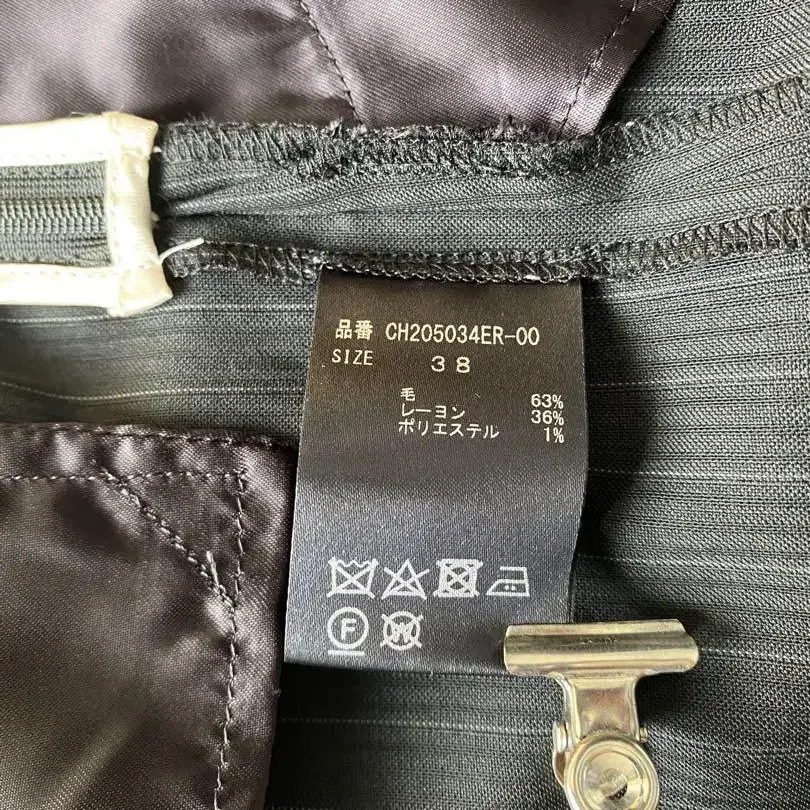 品番 CH205034ER-00
SIZE 38
毛 63%
レーヨン 36%
ポリエステル 1%
F W